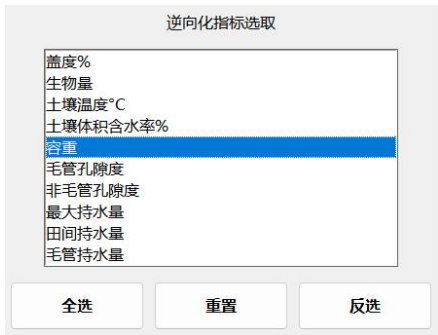 逆向化指标选取
盖度%
生物量
土壤温度°C
土壤体积含水率%
容重
毛管孔隙度
非毛管孔隙度
最大持水量
田间持水量
毛管持水量
全选 重置 反选